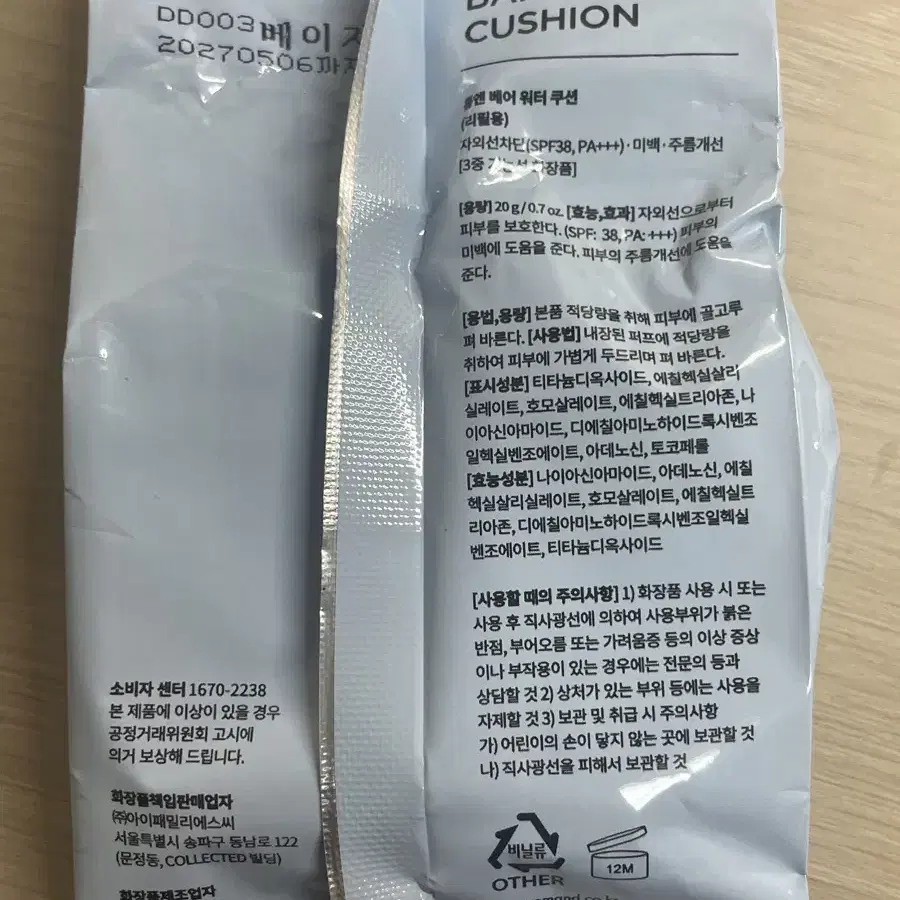 DD003 베이지
20270506까지
소비자 센터 1670-2238
본 제품에 이상이 있을 경우
공정거래위원회 고시에
의거 보상해 드립니다.
화장품책임판매업자
㈜아이패밀리에스씨
서울특별시 송파구 동남로 122
(문정동, COLLECTED 빌딩)
화장품제조업자
CUSHION
베어 워터 쿠션
(리필용)
자외선차단(SPF38, PA+++)·미백·주름개선
[3중 기능성 화장품]
[용량] 20 g / 0.7 oz. [효능,효과] 자외선으로부터
피부를 보호한다. (SPF: 38, PA: +++) 피부의
미백에 도움을 준다. 피부의 주름개선에 도움을
준다.
[용법,용량] 본품 적당량을 취해 피부에 골고루
펴 바른다. [사용법] 내장된 퍼프에 적당량을
취하여 피부에 가볍게 두드리며 펴 바른다.
[표시성분] 티타늄디옥사이드, 에칠헥실살리
실레이트, 호모살레이트, 에칠헥실트리아존, 나
이아신아마이드, 디에칠아미노하이드록시벤조
일헥실벤조에이트, 아데노신, 토코페롤
[효능성분] 나이아신아마이드, 아데노신, 에칠
헥실살리실레이트, 호모살레이트, 에칠헥실트
리아존, 디에칠아미노하이드록시벤조일헥실
벤조에이트, 티타늄디옥사이드
[사용할 때의 주의사항] 1) 화장품 사용 시 또는
사용 후 직사광선에 의하여 사용부위가 붉은
반점, 부어오름 또는 가려움증 등의 이상 증상
이나 부작용이 있는 경우에는 전문의 등과
상담할 것 2) 상처가 있는 부위 등에는 사용을
자제할 것 3) 보관 및 취급 시 주의사항
가) 어린이의 손이 닿지 않는 곳에 보관할 것
나) 직사광선을 피해서 보관할 것
비닐류
OTHER
12M